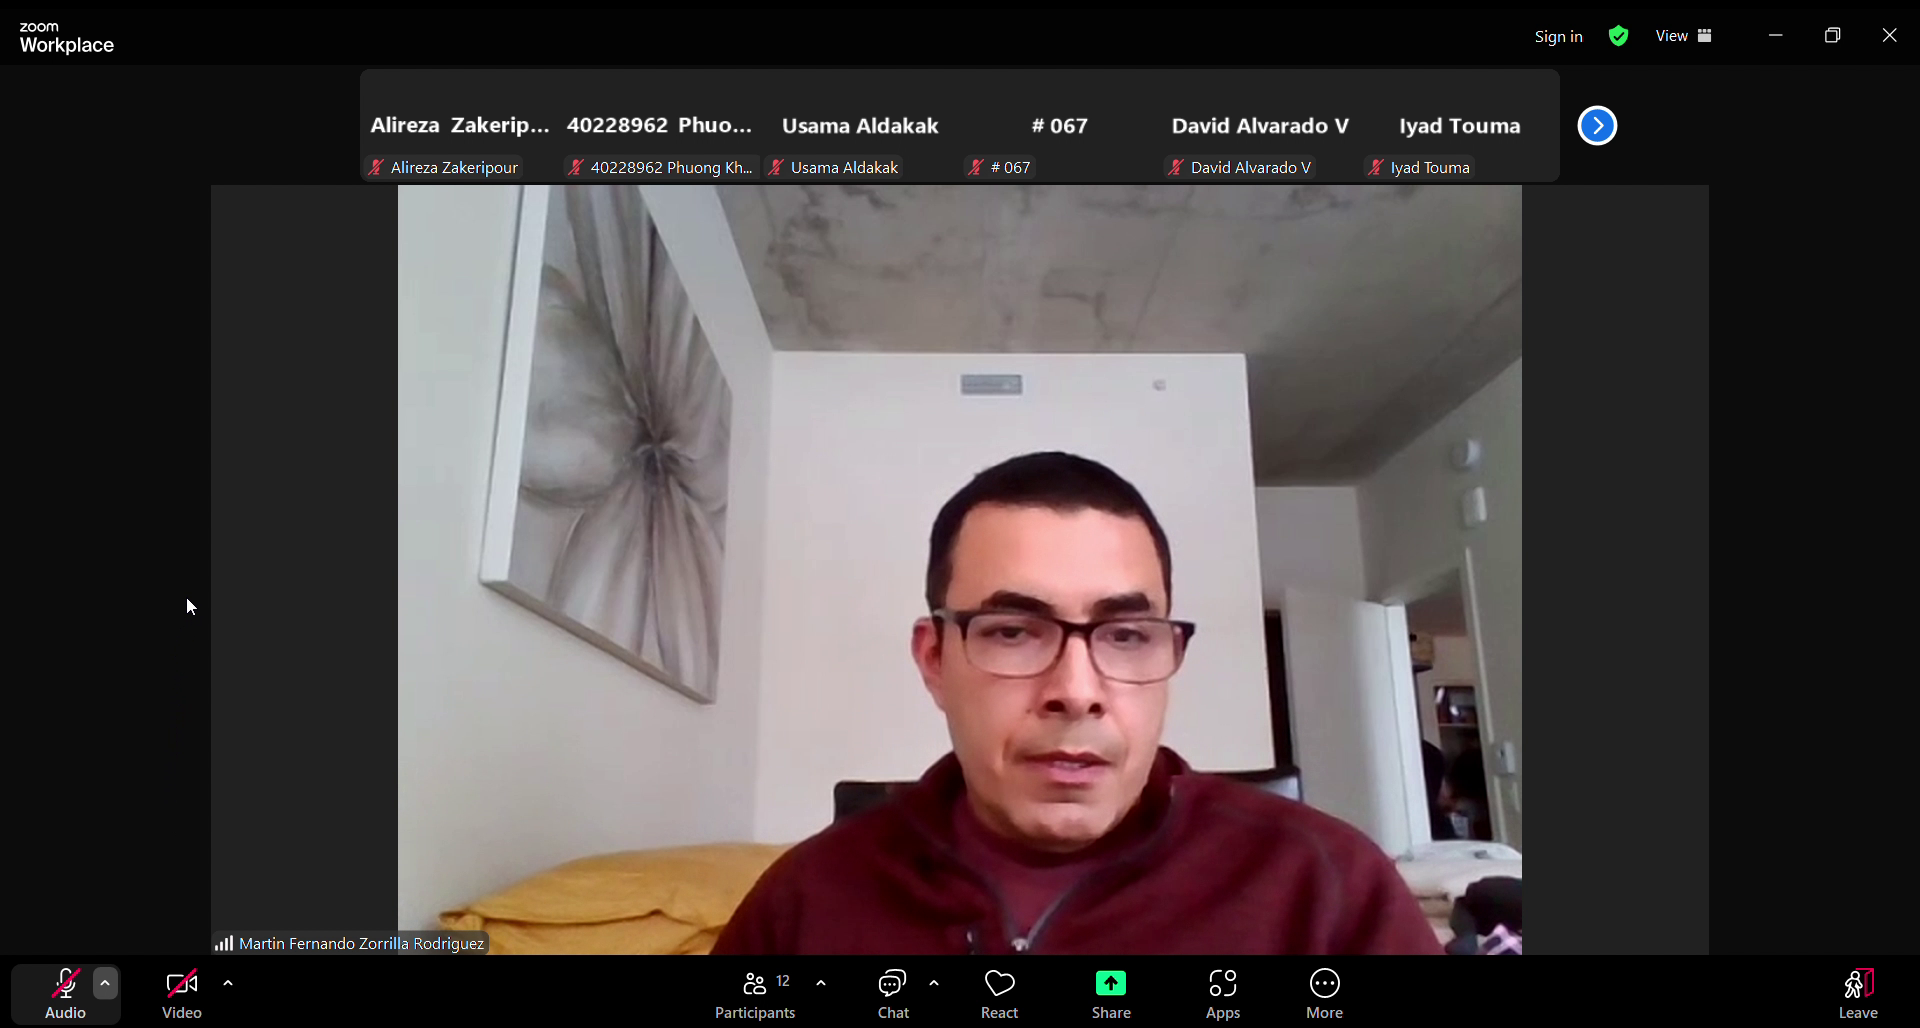 zoom
Workplace
Sign in
View
Alireza Zakerip...
40228962 Phuo...
Usama Aldakak
# 067
David Alvarado V
Iyad Touma
Alireza Zakeripour
40228962 Phuong Kh...
Usama Aldakak
# 067
David Alvarado V
Iyad Touma
Martin Fernando Zorrilla Rodriguez
Audio
Video
12
Participants
Chat
React
Share
Apps
More
Leave